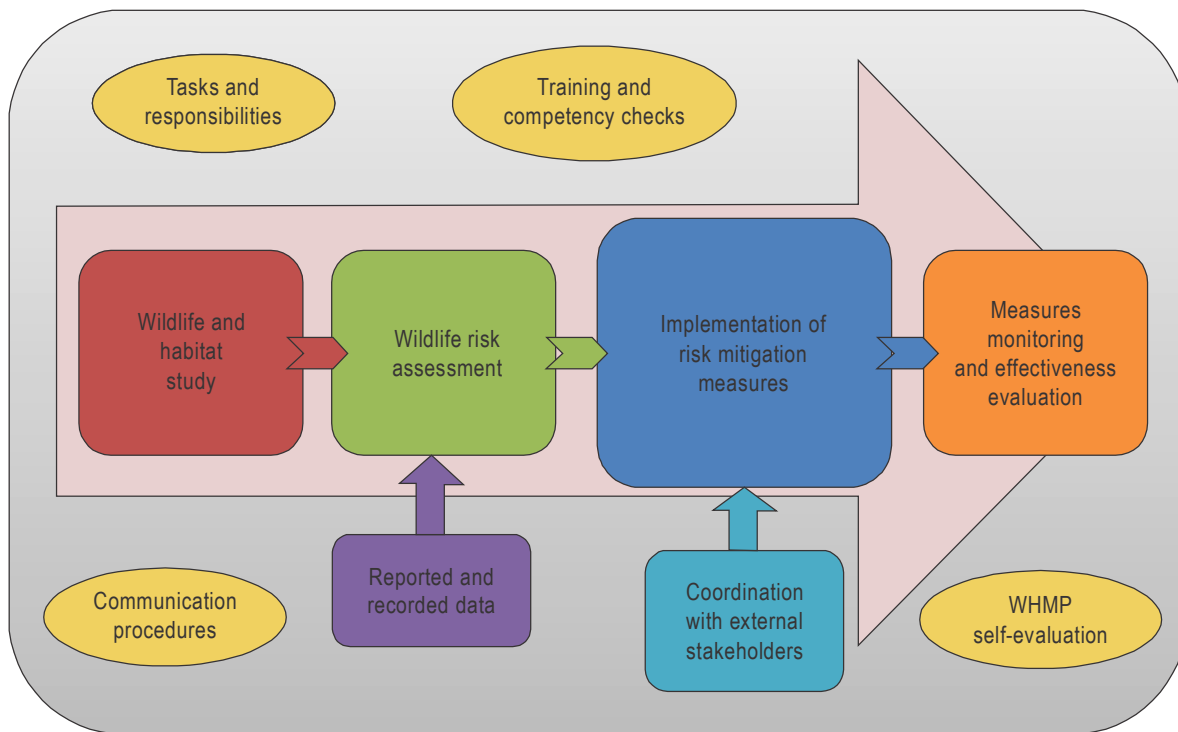 Tasks and
responsibilities
Training and
competency checks
Wildlife and
habitat
study
Wildlife risk
assessment
Implementation of
risk mitigation
measures
Measures
monitoring
and effectiveness
evaluation
Reported and
recorded data
Coordination
with external
stakeholders
Communication
procedures
WHMP
self-evaluation